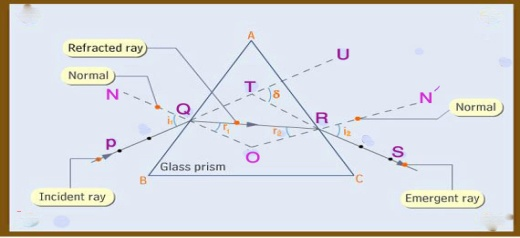 A
Refracted ray
U
Normal
T
δ
N
Q
N
Normal
i₁
r₁
r₂
R
i₂
P
O
S
Glass prism
Incident ray
B
C
Emergent ray